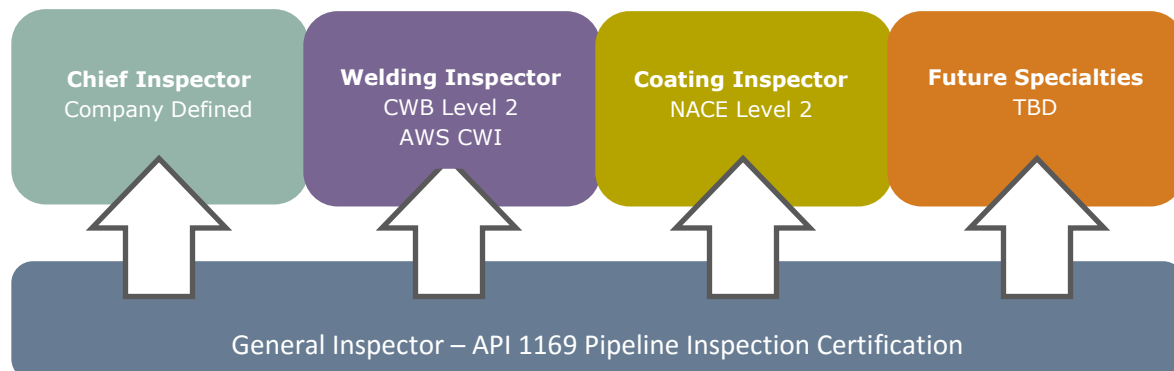 Chief Inspector
Company Defined
Welding Inspector
CWB Level 2
AWS CWI
Coating Inspector
NACE Level 2
Future Specialties
TBD
General Inspector – API 1169 Pipeline Inspection Certification